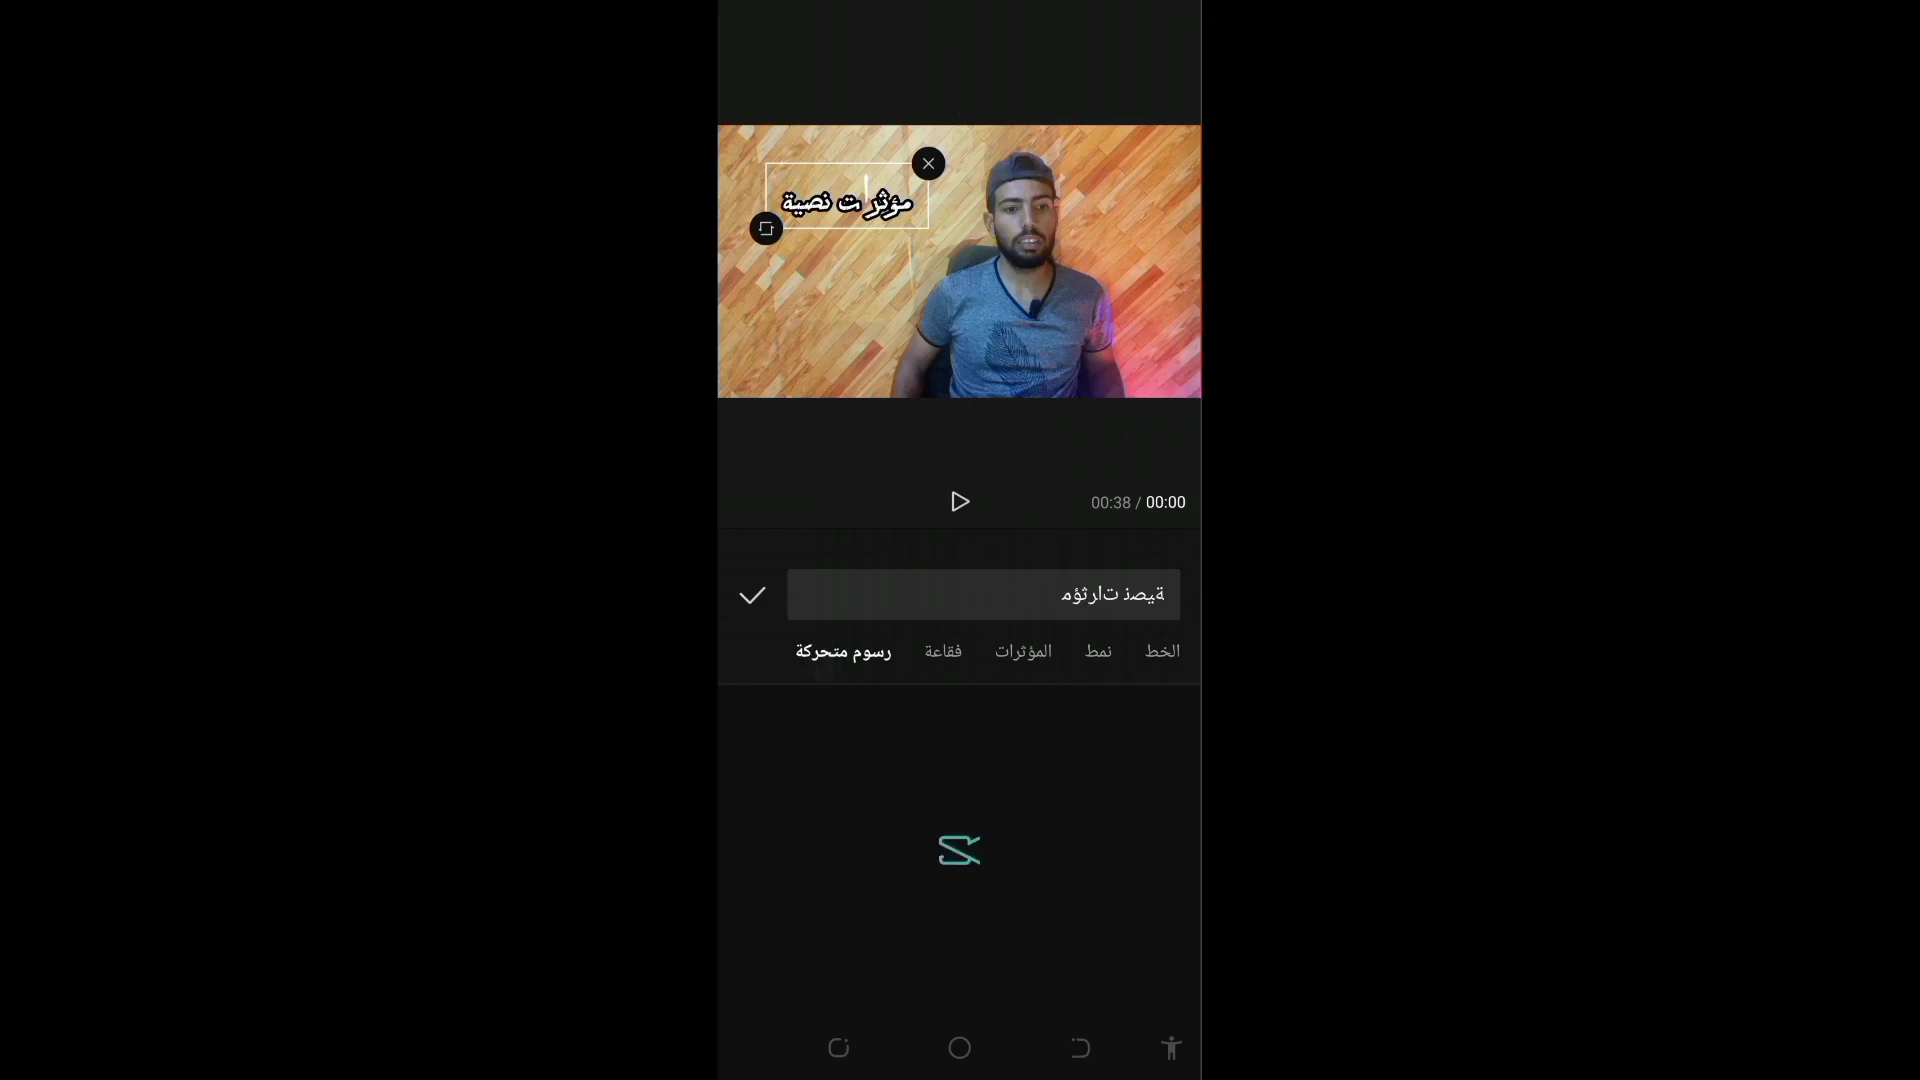 مؤثرات نصية
00:38 / 00:00
ةيصن تارثؤم
الخط نمط المؤثرات فقاعة رسوم متحركة